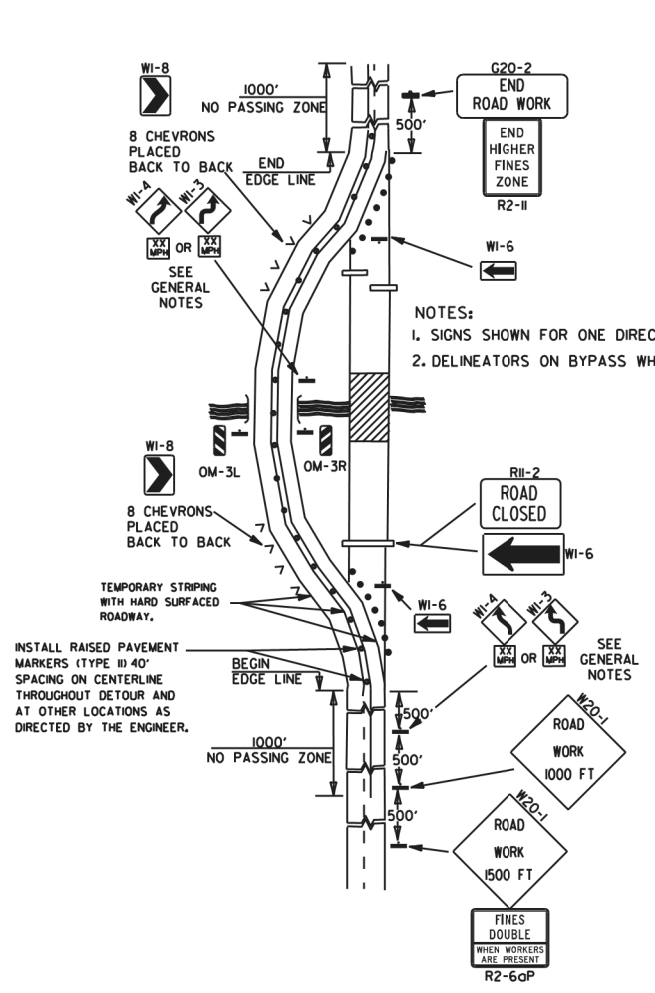 W1-8
1000'
NO PASSING ZONE
G20-2
END
ROAD WORK
500'
END
HIGHER
FINES
ZONE
R2-11
8 CHEVRONS
PLACED
BACK TO BACK
END
EDGE LINE
W1-4
W1-3
XX
MPH
OR
XX
MPH
SEE
GENERAL
NOTES
W1-6
NOTES:
1. SIGNS SHOWN FOR ONE DIREC
2. DELINEATORS ON BYPASS WH
W1-8
OM-3L
OM-3R
R11-2
ROAD
CLOSED
W1-6
8 CHEVRONS
PLACED
BACK TO BACK
TEMPORARY STRIPING
WITH HARD SURFACED
ROADWAY.
W1-6
W1-4
W1-3
XX
MPH
OR
XX
MPH
SEE
GENERAL
NOTES
INSTALL RAISED PAVEMENT
MARKERS (TYPE II) 40'
SPACING ON CENTERLINE
THROUGHOUT DETOUR AND
AT OTHER LOCATIONS AS
DIRECTED BY THE ENGINEER.
BEGIN
EDGE LINE
500'
1000'
NO PASSING ZONE
500'
W20-1
ROAD
WORK
1000 FT
500'
W20-1
ROAD
WORK
1500 FT
FINES
DOUBLE
WHEN WORKERS
ARE PRESENT
R2-6aP